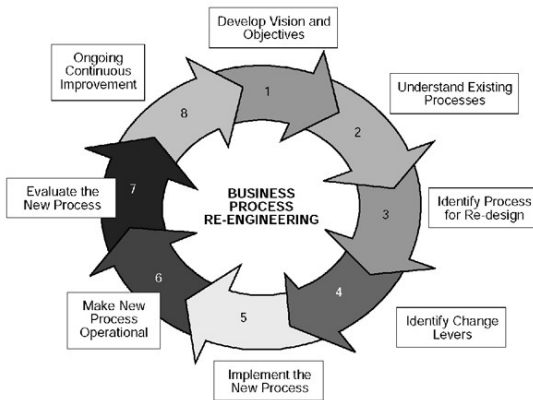 Develop Vision and
Objectives
Ongoing
Continuous
Improvement
1
8
2
Understand Existing
Processes
Evaluate the
New Process
7
BUSINESS
PROCESS
RE-ENGINEERING
3
Identify Process
for Re-design
6
4
Make New
Process
Operational
5
Identify Change
Levers
Implement the
New Process